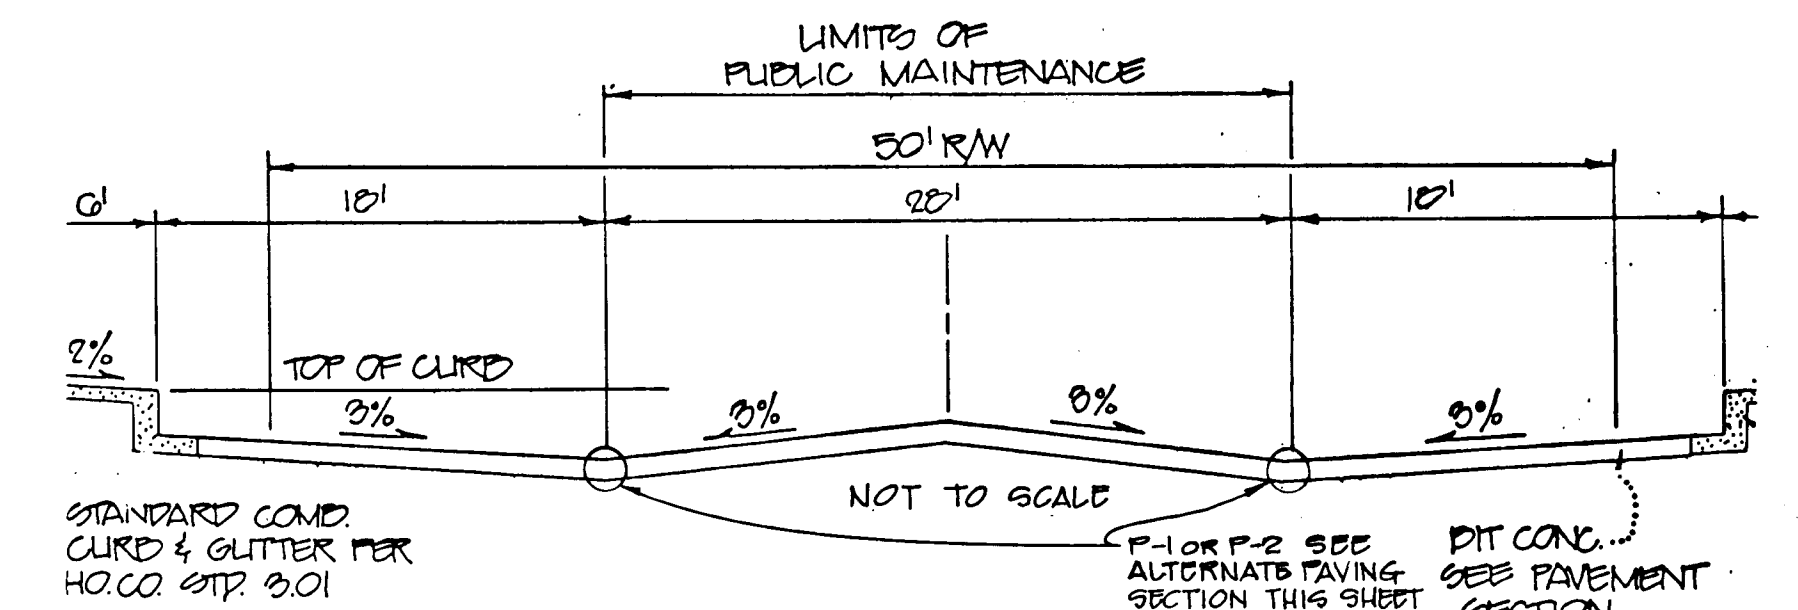 LIMITS OF
PUBLIC MAINTENANCE
50' R/W
6'
18'
28'
18'
2%
TOP OF CURB
3%
3%
3%
3%
NOT TO SCALE
STANDARD COMB.
CURB & GUTTER PER
HO.CO. STD. 3.01
P-1 OR P-2 SEE
ALTERNATE PAVING
SECTION THIS SHEET
BIT CONC.
SEE PAVEMENT
SECTION